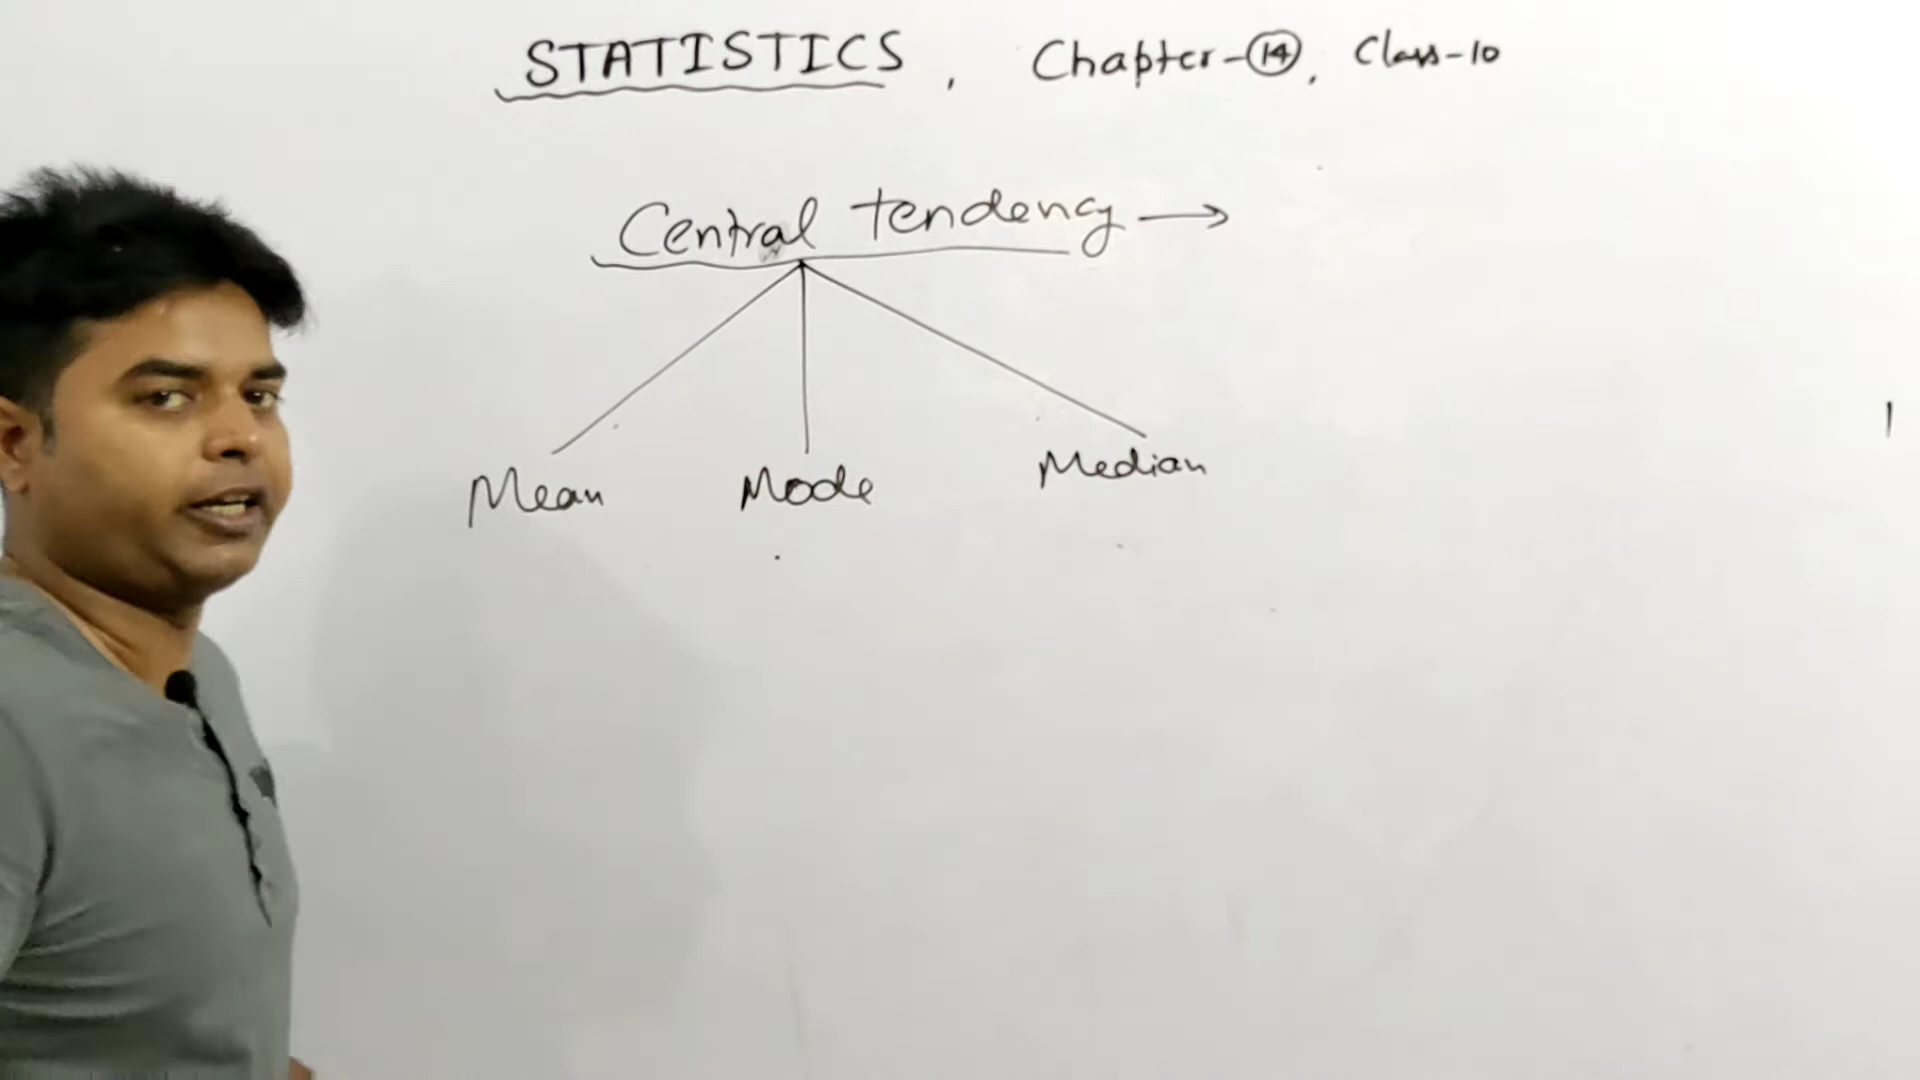 STATISTICS, Chapter-14, Class-10
Central tendency →
Mean Mode Median